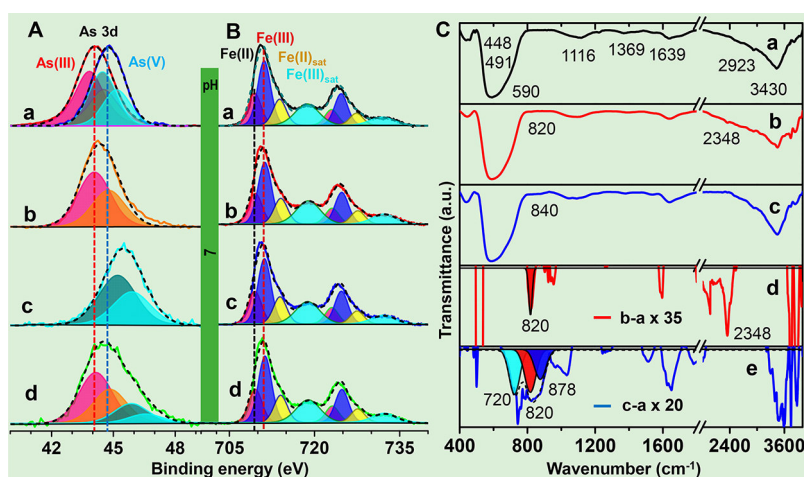 A
As 3d
As(III)
As(V)
a
b
c
d
42
45
48
pH
7
B
Fe(III)
Fe(II)
Fe(II)sat
Fe(III)sat
a
b
c
d
705
720
735
Binding energy (eV)
C
448
491
590
1116
1369
1639
2923
3430
a
820
2348
b
840
c
820
b-a x 35
2348
d
720
820
878
c-a x 20
e
400
800
1200
1600
2400
3600
Transmittance (a.u.)
Wavenumber (cm-1)